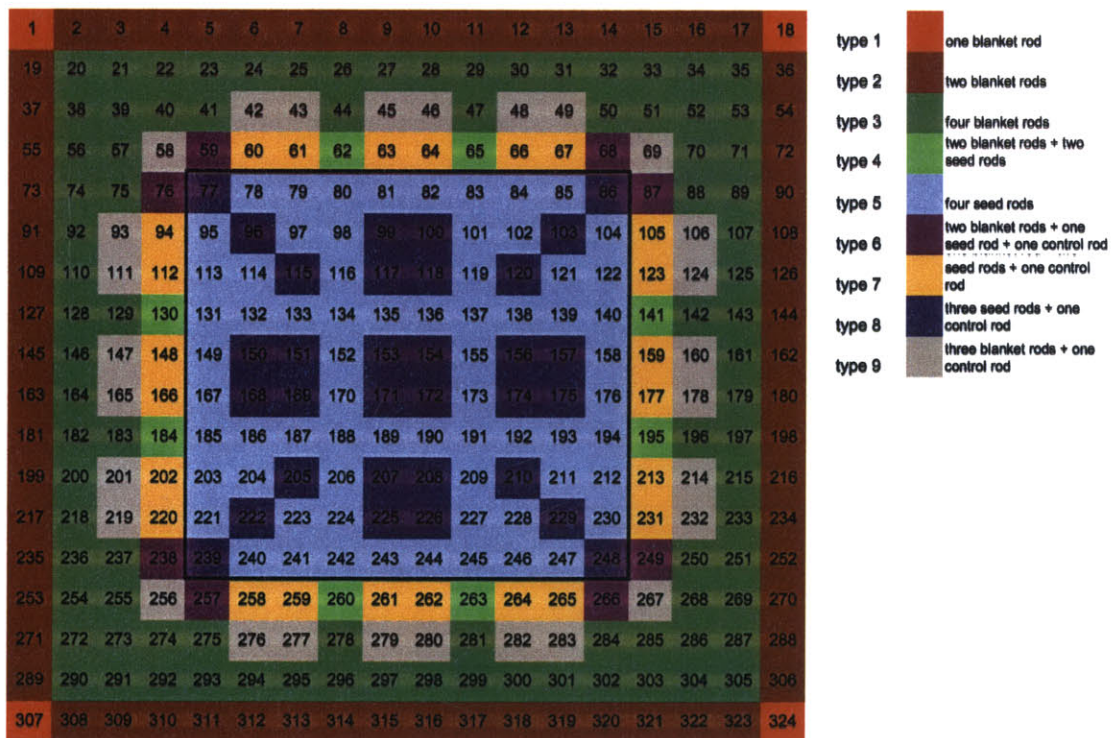 1 2 3 4 5 6 7 8 9 10 11 12 13 14 15 16 17 18
19 20 21 22 23 24 25 26 27 28 29 30 31 32 33 34 35 36
37 38 39 40 41 42 43 44 45 46 47 48 49 50 51 52 53 54
55 56 57 58 59 60 61 62 63 64 65 66 67 68 69 70 71 72
73 74 75 76 77 78 79 80 81 82 83 84 85 86 87 88 89 90
91 92 93 94 95 96 97 98 99 100 101 102 103 104 105 106 107 108
109 110 111 112 113 114 115 116 117 118 119 120 121 122 123 124 125 126
127 128 129 130 131 132 133 134 135 136 137 138 139 140 141 142 143 144
145 146 147 148 149 150 151 152 153 154 155 156 157 158 159 160 161 162
163 164 165 166 167 168 169 170 171 172 173 174 175 176 177 178 179 180
181 182 183 184 185 186 187 188 189 190 191 192 193 194 195 196 197 198
199 200 201 202 203 204 205 206 207 208 209 210 211 212 213 214 215 216
217 218 219 220 221 222 223 224 225 226 227 228 229 230 231 232 233 234
235 236 237 238 239 240 241 242 243 244 245 246 247 248 249 250 251 252
253 254 255 256 257 258 259 260 261 262 263 264 265 266 267 268 269 270
271 272 273 274 275 276 277 278 279 280 281 282 283 284 285 286 287 288
289 290 291 292 293 294 295 296 297 298 299 300 301 302 303 304 305 306
307 308 309 310 311 312 313 314 315 316 317 318 319 320 321 322 323 324
type 1 one blanket rod
type 2 two blanket rods
type 3 four blanket rods
type 4 two blanket rods + two
seed rods
type 5 four seed rods
type 6 two blanket rods + one
seed rod + one control rod
type 7 seed rods + one control
rod
type 8 three seed rods + one
control rod
type 9 three blanket rods + one
control rod